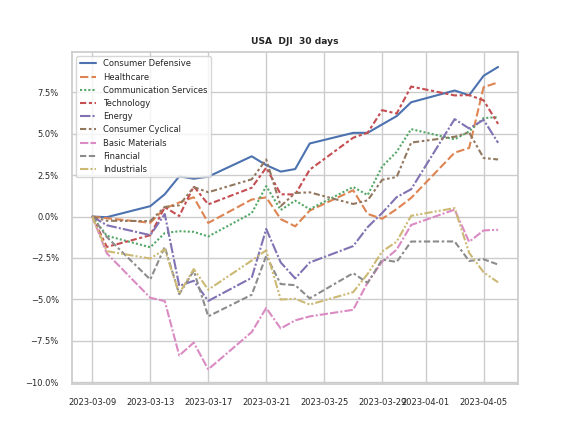 USA DJI 30 days
Consumer Defensive
Healthcare
Communication Services
Technology
Energy
Consumer Cyclical
Basic Materials
Financial
Industrials
7.5%
5.0%
2.5%
0.0%
−2.5%
−5.0%
−7.5%
−10.0%
2023-03-09 2023-03-13 2023-03-17 2023-03-21 2023-03-25 2023-03-29 2023-04-01 2023-04-05